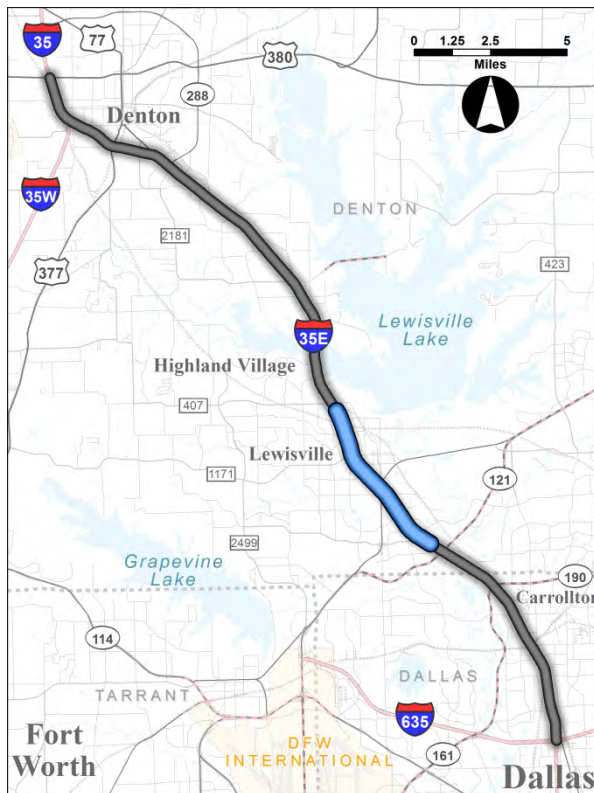 35
77
380
0 1.25 2.5 5
Miles
288
Denton
35W
DENTON
2181
377
423
35E
Lewisville
Lake
Highland Village
407
Lewisville
1171
121
2499
Grapevine
Lake
190
Carrollton
114
DALLAS
TARRANT
635
Fort
Worth
DFW
INTERNATIONAL
161
Dallas